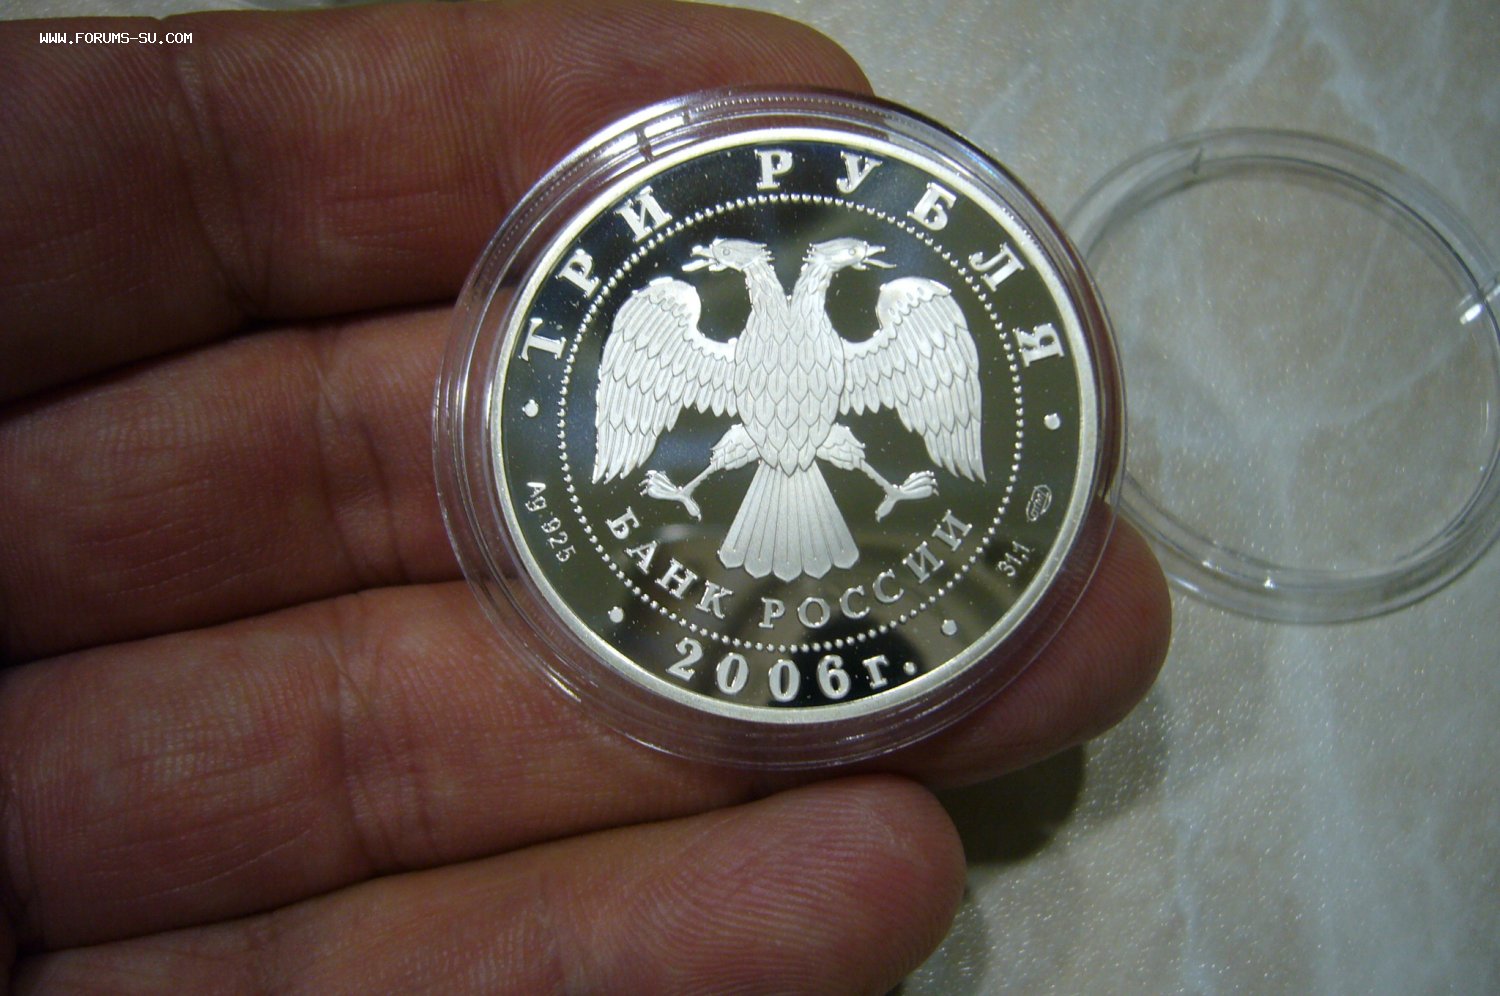 WWW.FORUMS-SU.COM
ТРИ РУБЛЯ
Ag 925
31,1
БАНК РОССИИ
2006г.